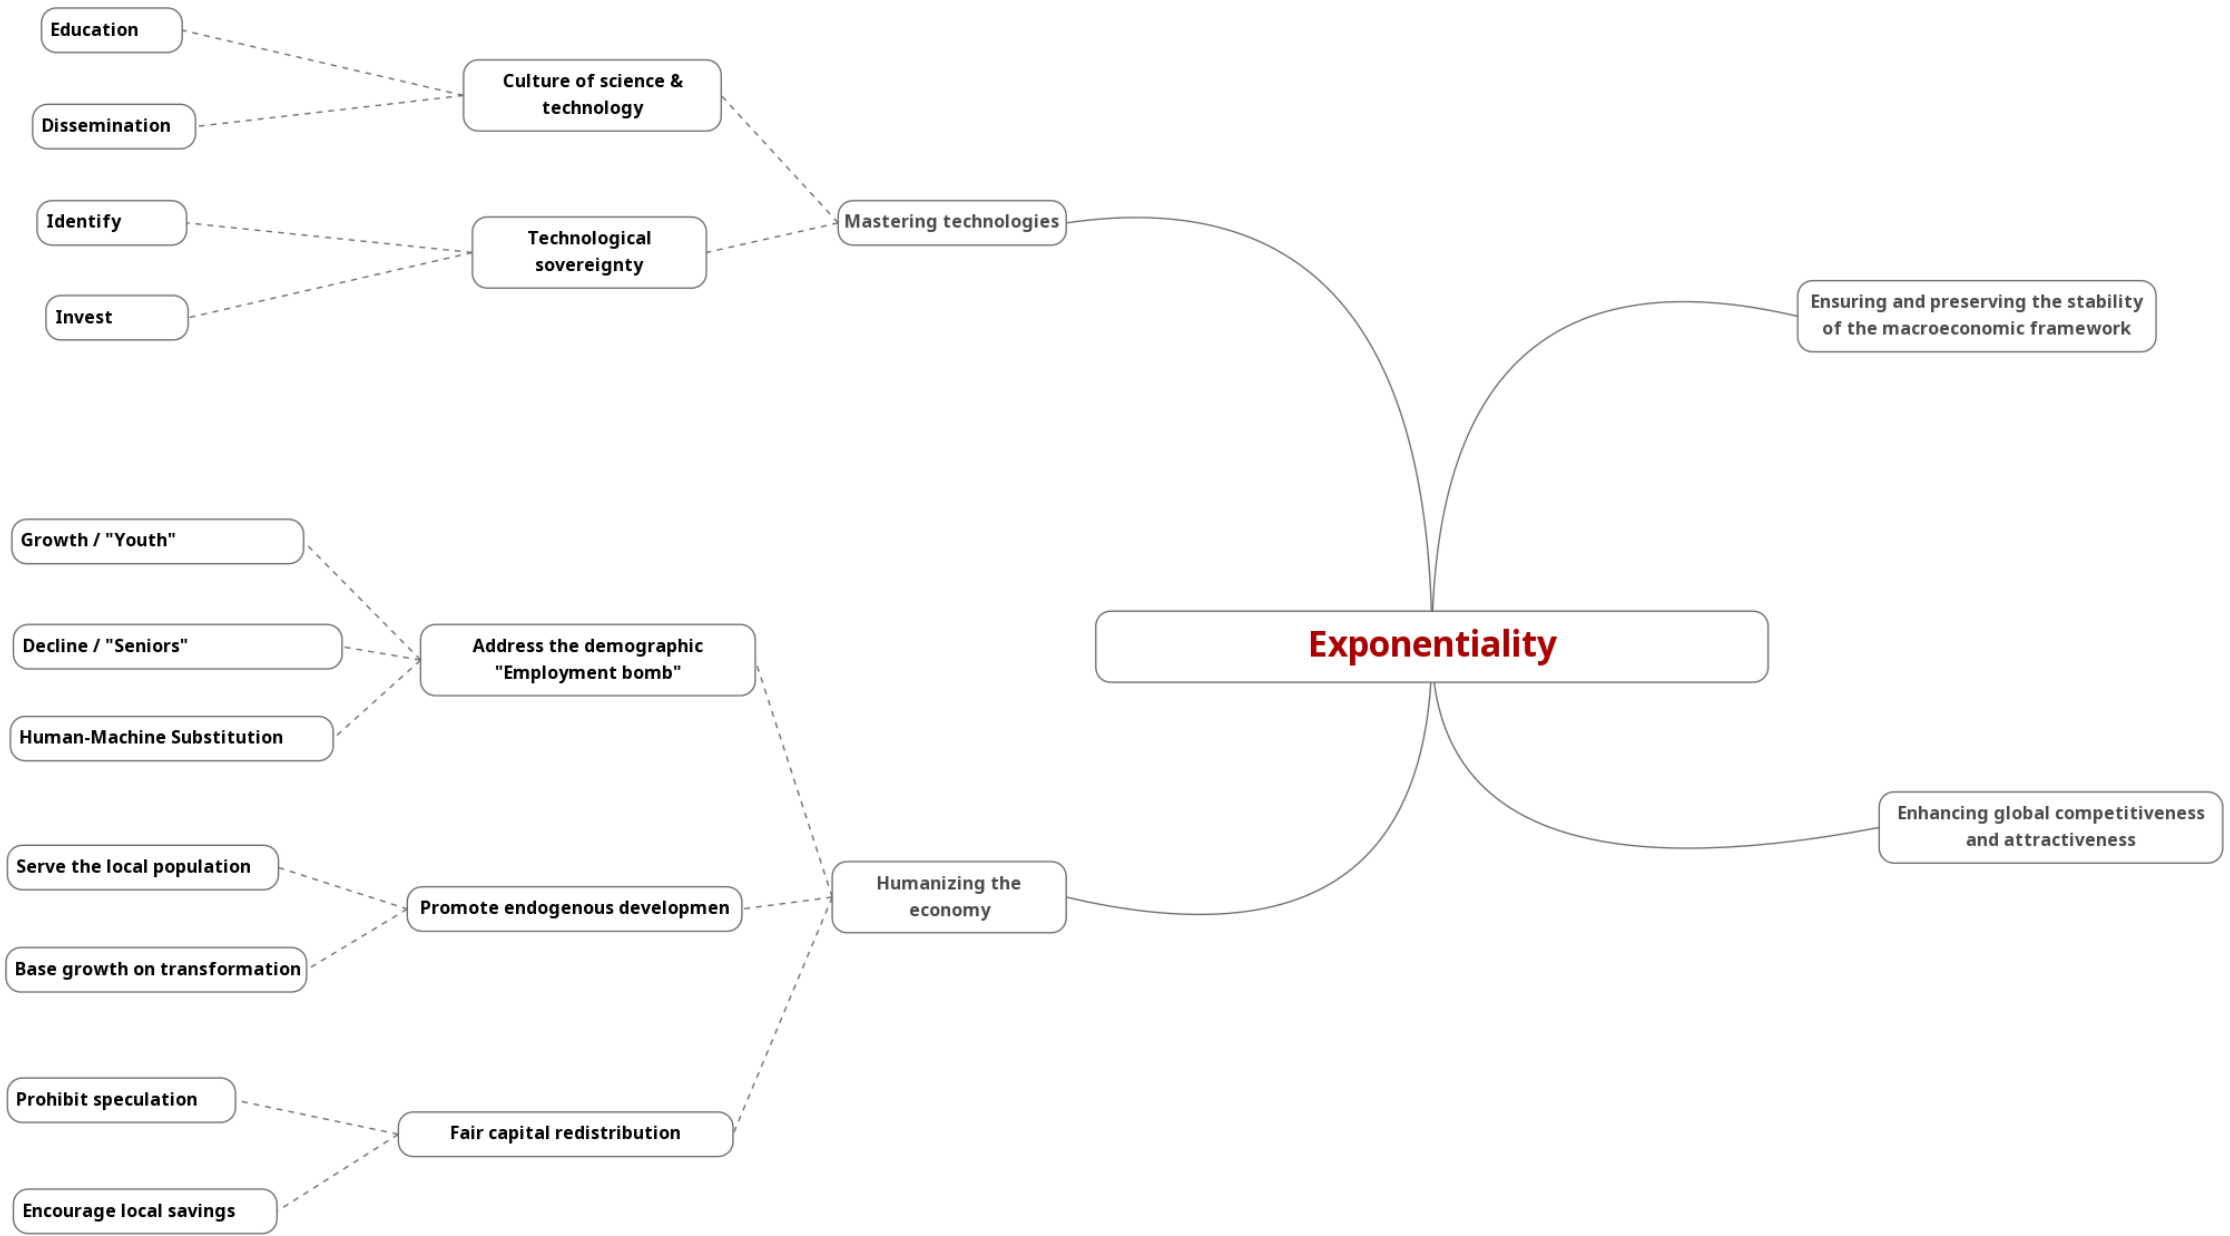 Education
Culture of science &
technology
Dissemination
Identify
Technological
sovereignty
Invest
Mastering technologies
Ensuring and preserving the stability
of the macroeconomic framework
Exponentiality
Growth / "Youth"
Decline / "Seniors"
Human-Machine Substitution
Address the demographic
"Employment bomb"
Serve the local population
Base growth on transformation
Promote endogenous developmen
Humanizing the
economy
Enhancing global competitiveness
and attractiveness
Prohibit speculation
Fair capital redistribution
Encourage local savings